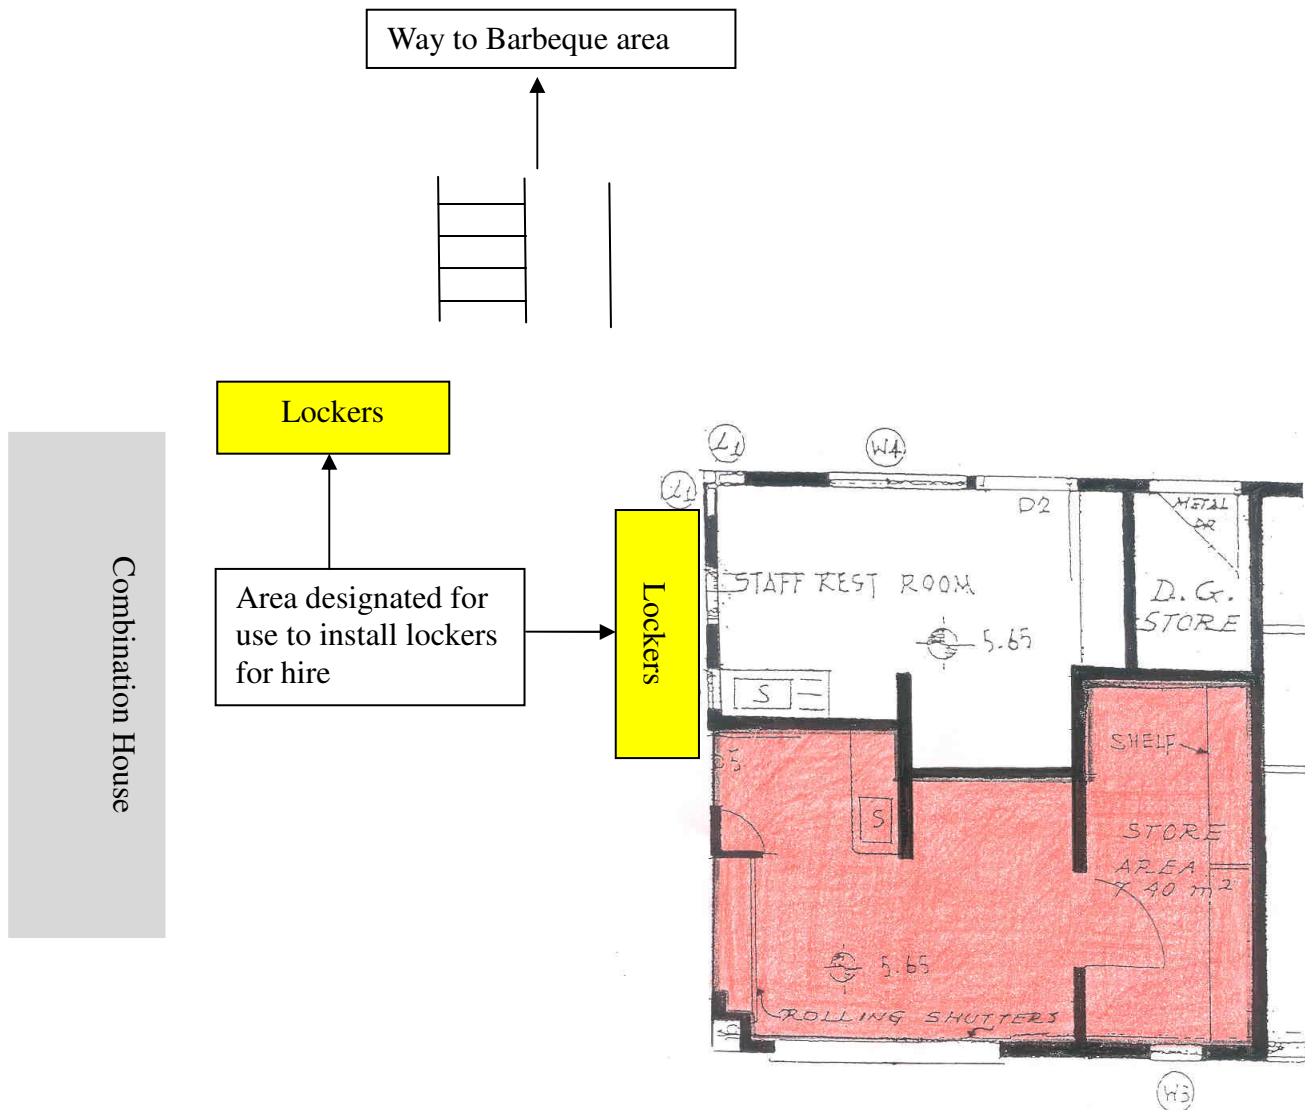 Way to Barbeque area
Lockers
L1
W4
L1
D2
METAL
DR
Combination House
Area designated for
use to install lockers
for hire
Lockers
STAFF REST ROOM
D.G.
STORE
5.65
S
SHELF
S
STORE
AREA
7 40 m²
5.65
ROLLING SHUTTERS
W3